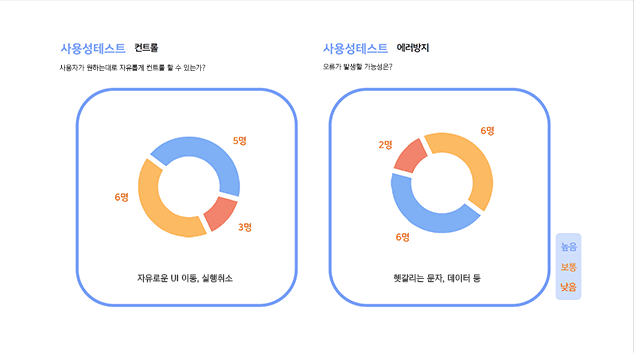 사용성테스트 컨트롤
사용자가 원하는대로 자유롭게 컨트롤 할 수 있는가?
5명
6명
3명
자유로운 UI 이동, 실행취소
사용성테스트 에러방지
오류가 발생할 가능성은?
6명
2명
6명
헷갈리는 문자, 데이터 등
높음
보통
낮음